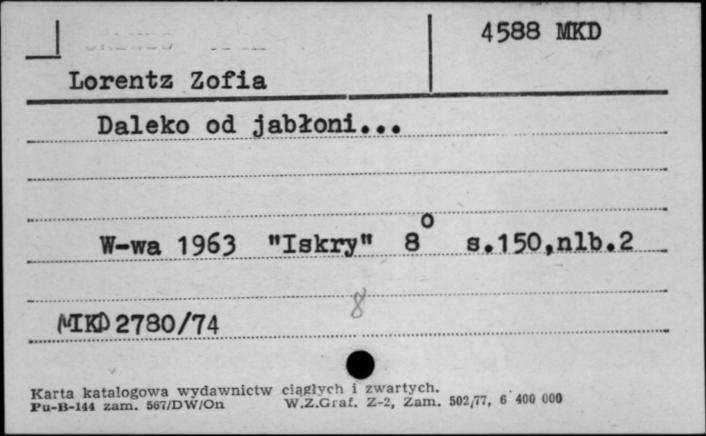 4588 MKD
Lorentz Zofia
Daleko od jabłoni...
W-wa 1963 "Iskry" 8° s.150,nlb.2
8
MKD 2780/74
Karta katalogowa wydawnictw ciągłych i zwartych.
Pu-B-144 zam. 567/DW/On W.Z.Graf. Z-2, Zam. 502/77, 6 400 000